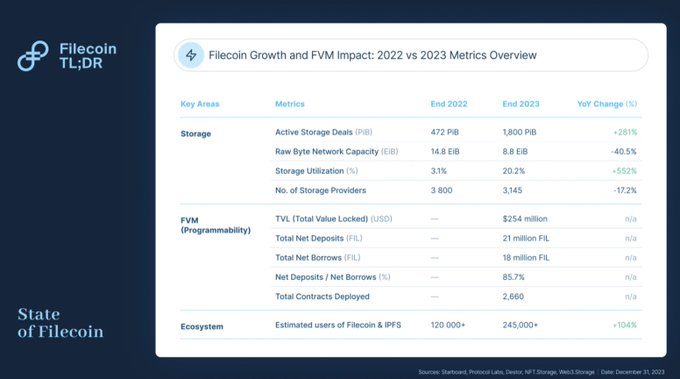 Filecoin
TL;DR
Filecoin Growth and FVM Impact: 2022 vs 2023 Metrics Overview
Key Areas Metrics End 2022 End 2023 YoY Change (%)
Storage Active Storage Deals (PiB) 472 PiB 1,800 PiB +281%
Raw Byte Network Capacity (EiB) 14.8 EiB 8.8 EiB -40.5%
Storage Utilization (%) 3.1% 20.2% +552%
No. of Storage Providers 3 800 3,145 -17.2%
FVM TVL (Total Value Locked) (USD) — $254 million n/a
(Programmability)
Total Net Deposits (FIL) — 21 million FIL n/a
Total Net Borrows (FIL) — 18 million FIL n/a
Net Deposits / Net Borrows (%) — 85.7% n/a
Total Contracts Deployed — 2,660 n/a
Ecosystem Estimated users of Filecoin & IPFS 120 000+ 245,000+ +104%
State
of Filecoin
Sources: Starboard, Protocol Labs, Destor, NFT.Storage, Web3.Storage | Date: December 31, 2023